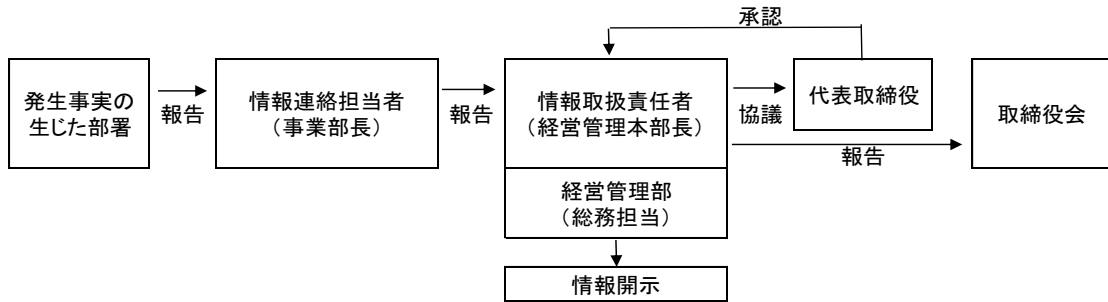 承認
発生事実の
生じた部署
報告
情報連絡担当者
（事業部長）
報告
情報取扱責任者
（経営管理本部長）
協議
代表取締役
報告
取締役会
経営管理部
（総務担当）
情報開示